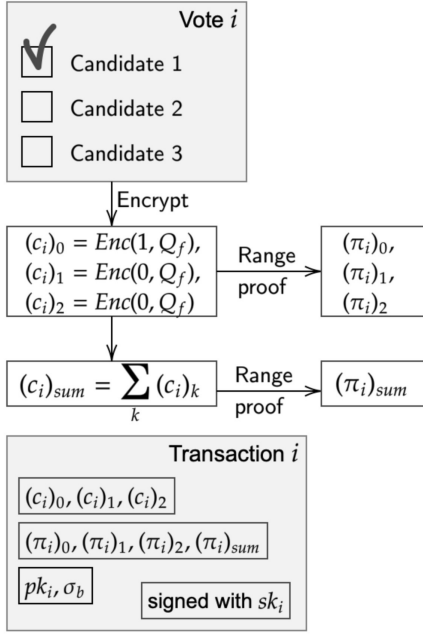 Vote i
Candidate 1
Candidate 2
Candidate 3
Encrypt
(c_i)_0 = Enc(1, Q_f),
(c_i)_1 = Enc(0, Q_f),
(c_i)_2 = Enc(0, Q_f)
Range
proof
(π_i)_0,
(π_i)_1,
(π_i)_2
(c_i)_sum = ∑_k (c_i)_k
Range
proof
(π_i)_sum
Transaction i
(c_i)_0, (c_i)_1, (c_i)_2
(π_i)_0, (π_i)_1, (π_i)_2, (π_i)_sum
pk_i, σ_b
signed with sk_i